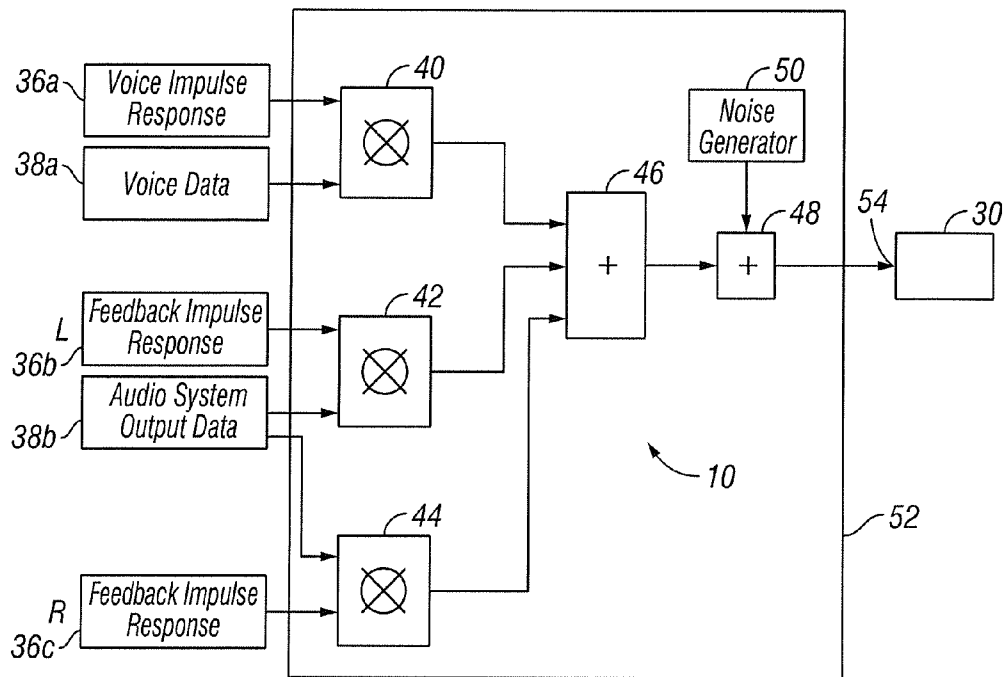 36a
Voice Impulse
Response
38a
Voice Data
40
50
Noise
Generator
46
+
48
+
54
30
L
36b
Feedback Impulse
Response
42
38b
Audio System
Output Data
10
44
52
R
36c
Feedback Impulse
Response